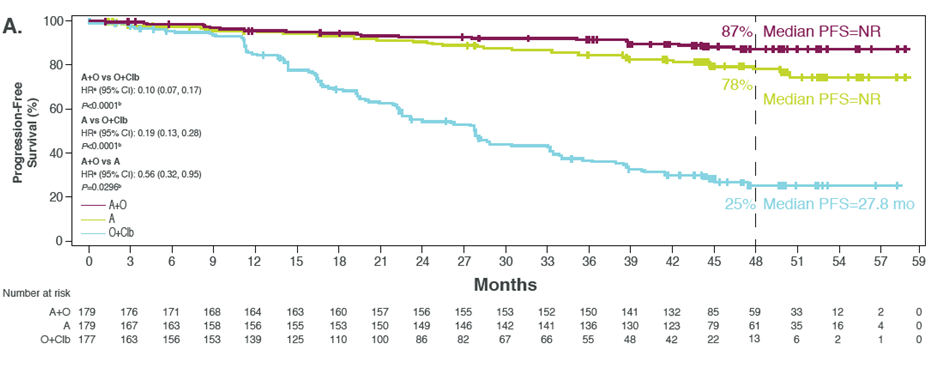 A.
Progression-Free
Survival (%)
100
80
60
40
20
0
87% Median PFS=NR
78%
Median PFS=NR
25% Median PFS=27.8 mo
A+O vs O+Clb
HRᵃ (95% CI): 0.10 (0.07, 0.17)
P<0.0001ᵇ
A vs O+Clb
HRᵃ (95% CI): 0.19 (0.13, 0.28)
P<0.0001ᵇ
A+O vs A
HRᵃ (95% CI): 0.56 (0.32, 0.95)
P=0.0296ᵇ
A+O
A
O+Clb
0 3 6 9 12 15 18 21 24 27 29 33 36 39 42 45 48 51 54 57 59
Months
Number at risk
A+O 179 176 171 168 164 163 160 157 156 155 153 152 150 141 132 85 59 33 12 2 0
A 179 167 163 158 156 155 153 150 149 146 142 141 136 130 123 79 61 35 16 4 0
O+Clb 177 163 156 153 139 125 110 100 86 82 67 66 55 48 42 22 13 6 2 1 0